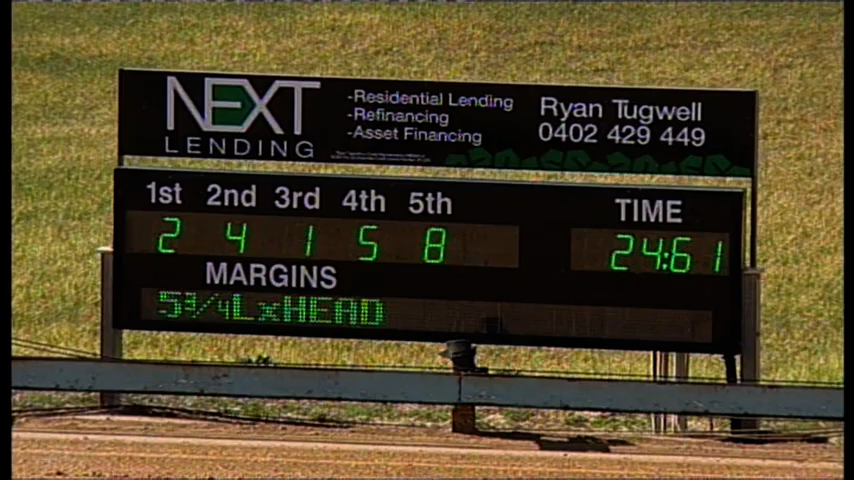 NEXT
LENDING
-Residential Lending
-Refinancing
-Asset Financing
Ryan Tugwell
0402 429 449
1st 2nd 3rd 4th 5th
TIME
2 4 1 5 8
24:61
MARGINS
5¾LxHEAD